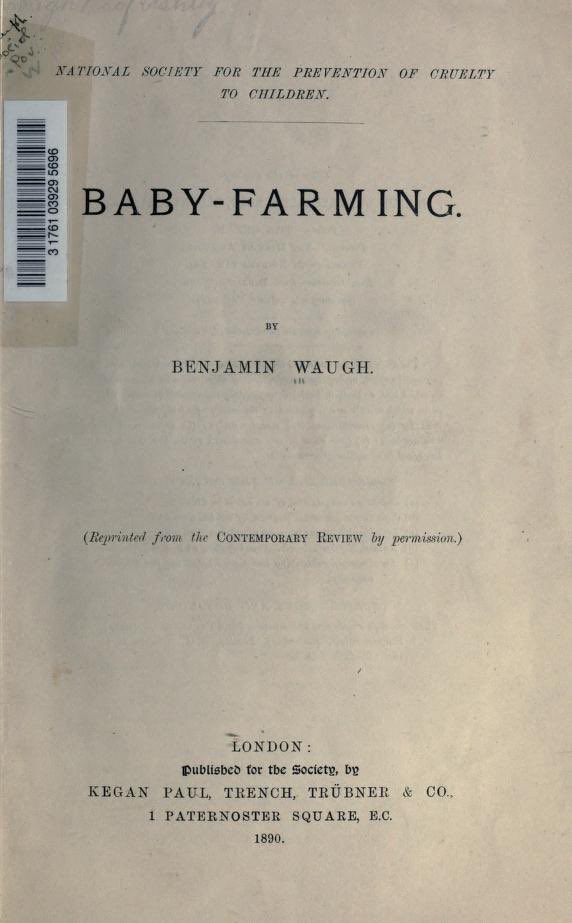 NATIONAL SOCIETY FOR THE PREVENTION OF CRUELTY
TO CHILDREN.
3 1761 03929 5696
BABY-FARMING.
BY
BENJAMIN WAUGH.
(Reprinted from the CONTEMPORARY REVIEW by permission.)
LONDON:
Published for the Society, by
KEGAN PAUL, TRENCH, TRÜBNER & CO.,
1 PATERNOSTER SQUARE, E.C.
1890.